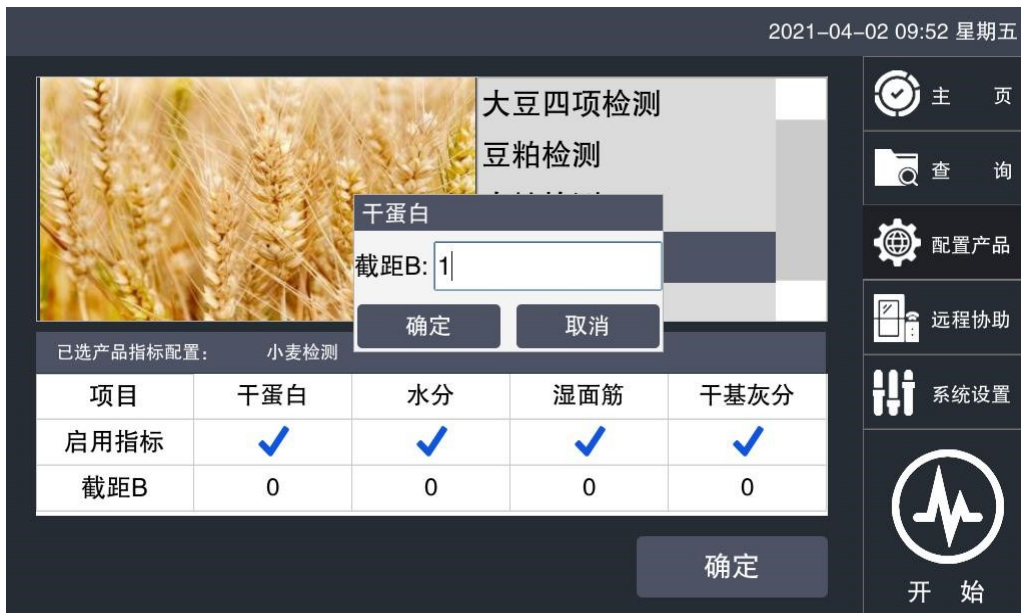 2021-04-02 09:52 星期五
大豆四项检测
豆粕检测
干蛋白
截距B: 1
确定
取消
已选产品指标配置: 小麦检测
项目 干蛋白 水分 湿面筋 干基灰分
启用指标
截距B 0 0 0 0
确定
主 页
查 询
配置产品
远程协助
系统设置
开 始